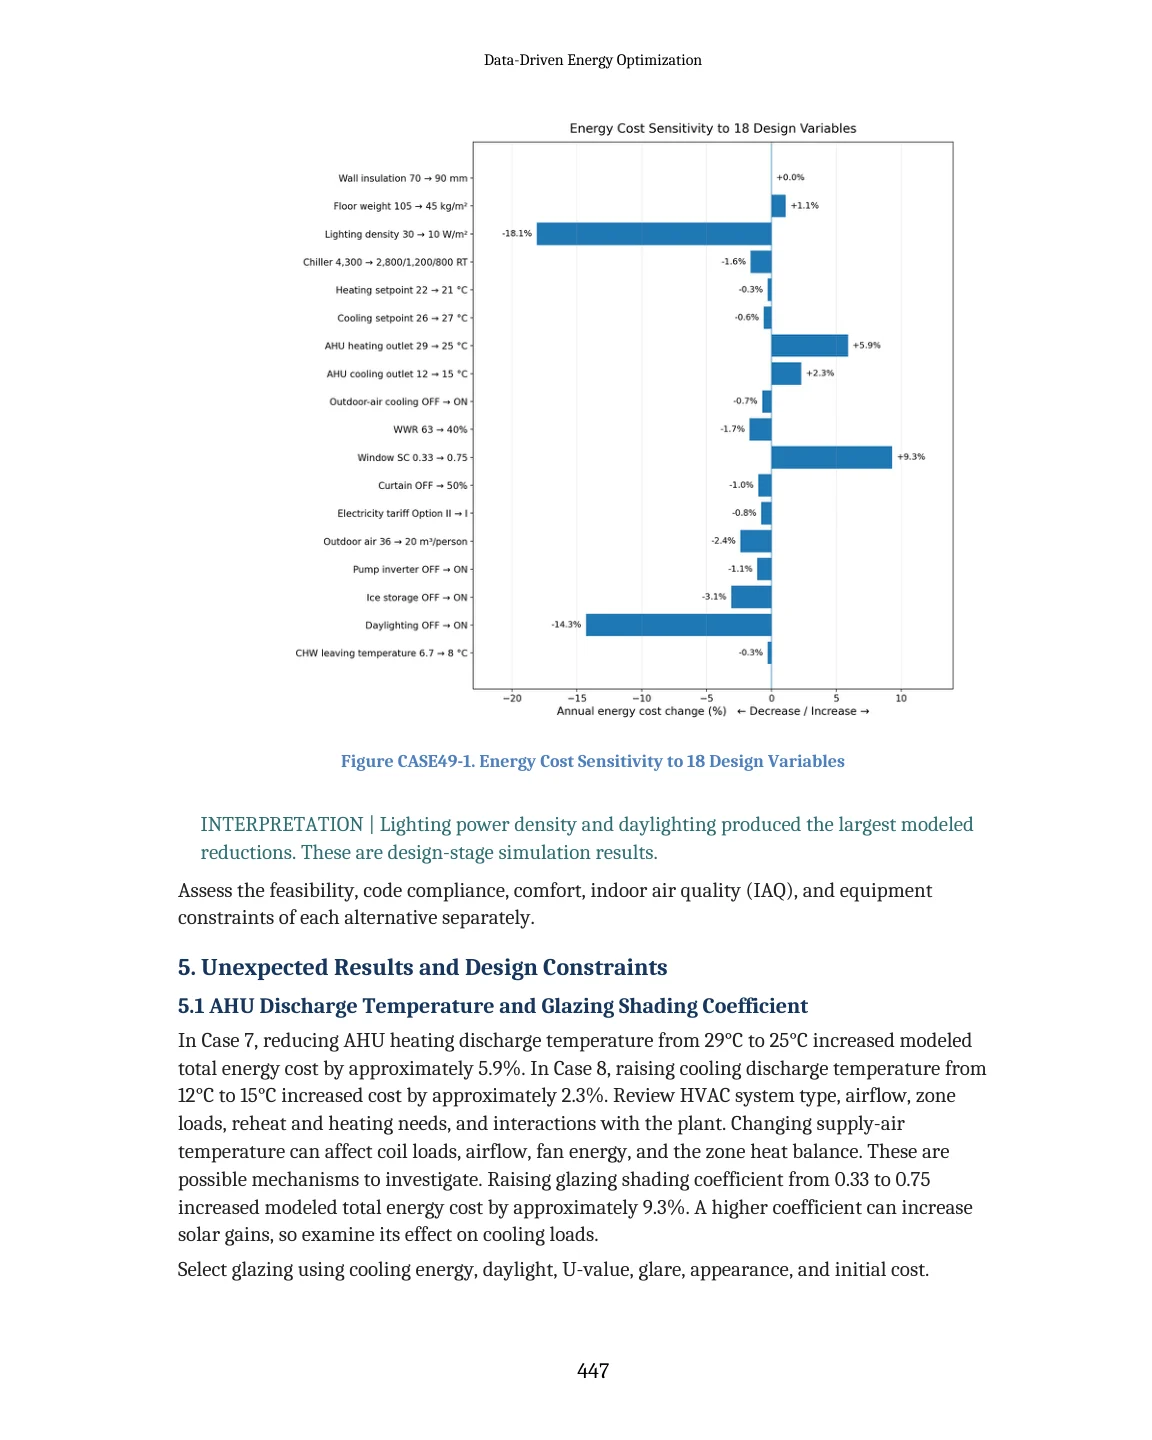 Data-Driven Energy Optimization
Energy Cost Sensitivity to 18 Design Variables
Wall insulation 70 → 90 mm +0.0%
Floor weight 105 → 45 kg/m² +1.1%
Lighting density 30 → 10 W/m² -18.1%
Chiller 4,300 → 2,800/1,200/800 RT -1.6%
Heating setpoint 22 → 21 °C -0.3%
Cooling setpoint 26 → 27 °C -0.6%
AHU heating outlet 29 → 25 °C +5.9%
AHU cooling outlet 12 → 15 °C +2.3%
Outdoor-air cooling OFF → ON -0.7%
WWR 63 → 40% -1.7%
Window SC 0.33 → 0.75 +9.3%
Curtain OFF → 50% -1.0%
Electricity tariff Option II → I -0.8%
Outdoor air 36 → 20 m³/person -2.4%
Pump inverter OFF → ON -1.1%
Ice storage OFF → ON -3.1%
Daylighting OFF → ON -14.3%
CHW leaving temperature 6.7 → 8 °C -0.3%
−20 −15 −10 −5 0 5 10
Annual energy cost change (%) ← Decrease / Increase →
Figure CASE49-1. Energy Cost Sensitivity to 18 Design Variables
INTERPRETATION | Lighting power density and daylighting produced the largest modeled
reductions. These are design-stage simulation results.
Assess the feasibility, code compliance, comfort, indoor air quality (IAQ), and equipment
constraints of each alternative separately.
5. Unexpected Results and Design Constraints
5.1 AHU Discharge Temperature and Glazing Shading Coefficient
In Case 7, reducing AHU heating discharge temperature from 29°C to 25°C increased modeled
total energy cost by approximately 5.9%. In Case 8, raising cooling discharge temperature from
12°C to 15°C increased cost by approximately 2.3%. Review HVAC system type, airflow, zone
loads, reheat and heating needs, and interactions with the plant. Changing supply-air
temperature can affect coil loads, airflow, fan energy, and the zone heat balance. These are
possible mechanisms to investigate. Raising glazing shading coefficient from 0.33 to 0.75
increased modeled total energy cost by approximately 9.3%. A higher coefficient can increase
solar gains, so examine its effect on cooling loads.
Select glazing using cooling energy, daylight, U-value, glare, appearance, and initial cost.
447